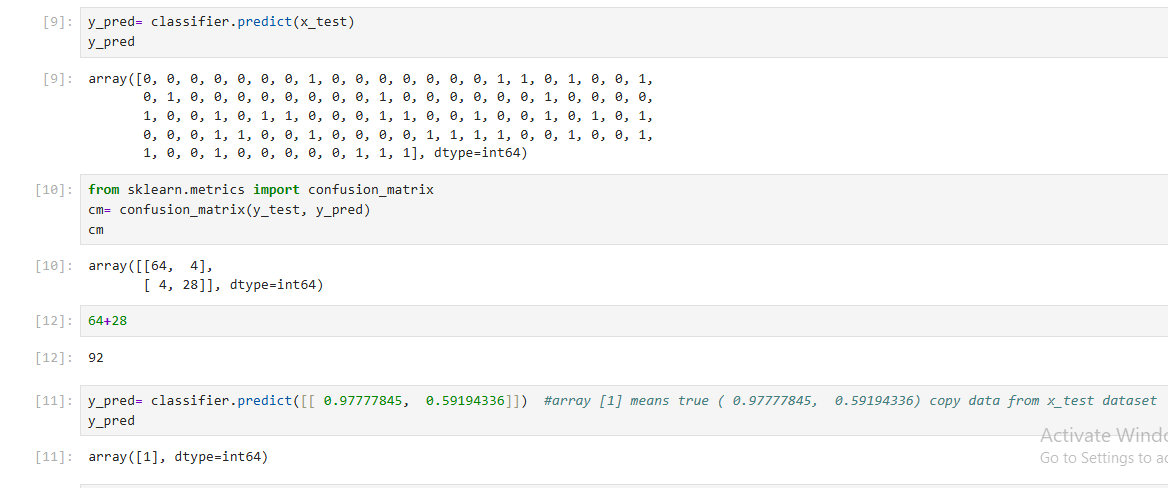 [9]: y_pred= classifier.predict(x_test)
y_pred
[9]: array([0, 0, 0, 0, 0, 0, 0, 1, 0, 0, 0, 0, 0, 0, 0, 1, 1, 0, 1, 0, 0, 1,
0, 1, 0, 0, 0, 0, 0, 0, 0, 0, 1, 0, 0, 0, 0, 0, 0, 1, 0, 0, 0, 0,
1, 0, 0, 1, 0, 1, 1, 0, 0, 0, 1, 1, 0, 0, 1, 0, 0, 1, 0, 1, 0, 1,
0, 0, 0, 1, 1, 0, 0, 1, 0, 0, 0, 0, 1, 1, 1, 1, 0, 0, 1, 0, 0, 1,
1, 0, 0, 1, 0, 0, 0, 0, 0, 1, 1, 1], dtype=int64)
[10]: from sklearn.metrics import confusion_matrix
cm= confusion_matrix(y_test, y_pred)
cm
[10]: array([[64, 4],
[ 4, 28]], dtype=int64)
[12]: 64+28
[12]: 92
[11]: y_pred= classifier.predict([[ 0.97777845, 0.59194336]]) #array [1] means true ( 0.97777845, 0.59194336) copy data from x_test dataset
y_pred
Activate Windo
[11]: array([1], dtype=int64)
Go to Settings to ac